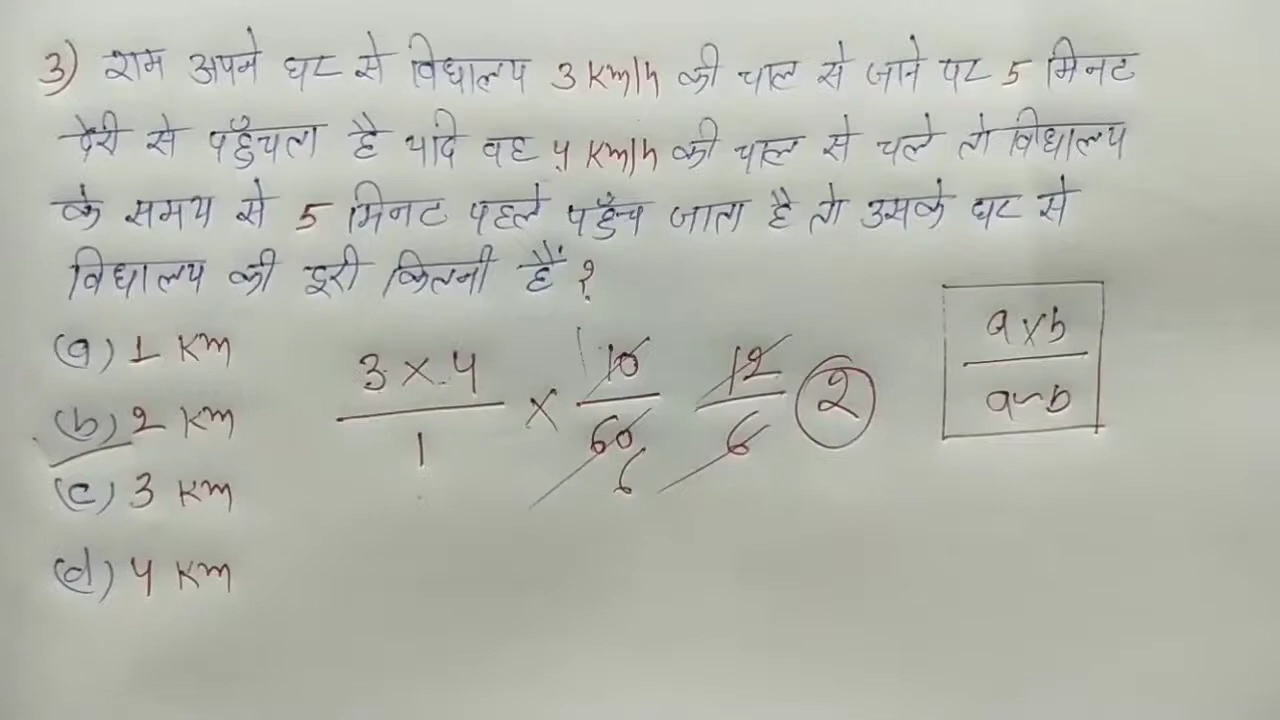 3) राम अपने घर से विधालय 3 Km/h की चाल से जाने पर 5 मिनट
देरी से पहुँचता है यदि वह 4 Km/h की चाल से चले तो विधालय
के समय से 5 मिनट पहले पहुँच जाता है तो उसके घर से
विधालय की दूरी कितनी हैं ?
(a) 1 Km
(b) 2 Km
(c) 3 Km
(d) 4 Km
3 × 4 / 1 × 10 / 60 12 / 6 2
1
6
a×b
a~b